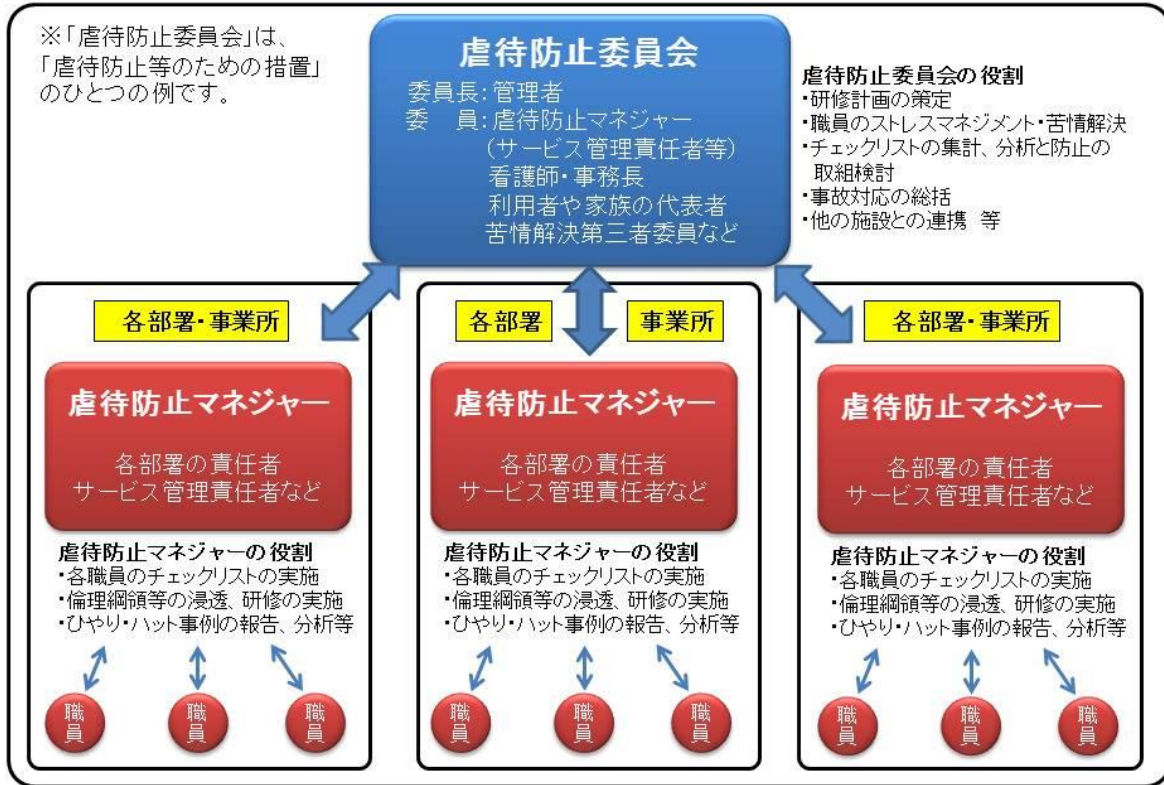 ※「虐待防止委員会」は、
「虐待防止等のための措置」
のひとつの例です。
虐待防止委員会
委員長：管理者
委　員：虐待防止マネジャー
（サービス管理責任者等）
看護師・事務長
利用者や家族の代表者
苦情解決第三者委員など
虐待防止委員会の役割
・研修計画の策定
・職員のストレスマネジメント・苦情解決
・チェックリストの集計、分析と防止の
取組検討
・事故対応の総括
・他の施設との連携 等
各部署・事業所
虐待防止マネジャー
各部署の責任者
サービス管理責任者など
虐待防止マネジャーの役割
・各職員のチェックリストの実施
・倫理綱領等の浸透、研修の実施
・ひやり・ハット事例の報告、分析等
職員
職員
職員
各部署
事業所
虐待防止マネジャー
各部署の責任者
サービス管理責任者など
虐待防止マネジャーの役割
・各職員のチェックリストの実施
・倫理綱領等の浸透、研修の実施
・ひやり・ハット事例の報告、分析等
職員
職員
職員
各部署・事業所
虐待防止マネジャー
各部署の責任者
サービス管理責任者など
虐待防止マネジャーの役割
・各職員のチェックリストの実施
・倫理綱領等の浸透、研修の実施
・ひやり・ハット事例の報告、分析等
職員
職員
職員